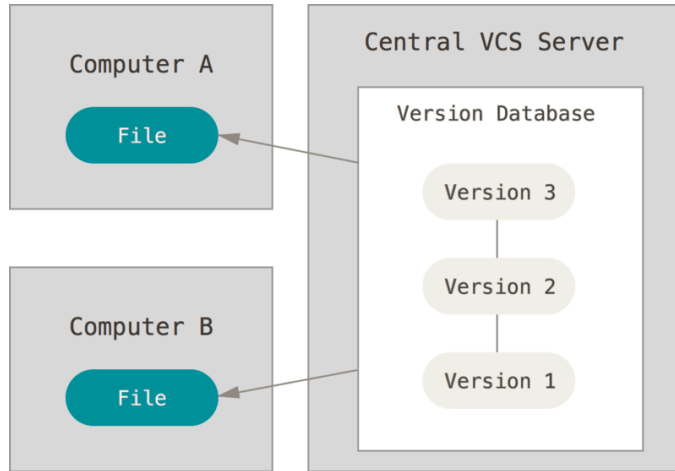 Computer A
File
Computer B
File
Central VCS Server
Version Database
Version 3
Version 2
Version 1